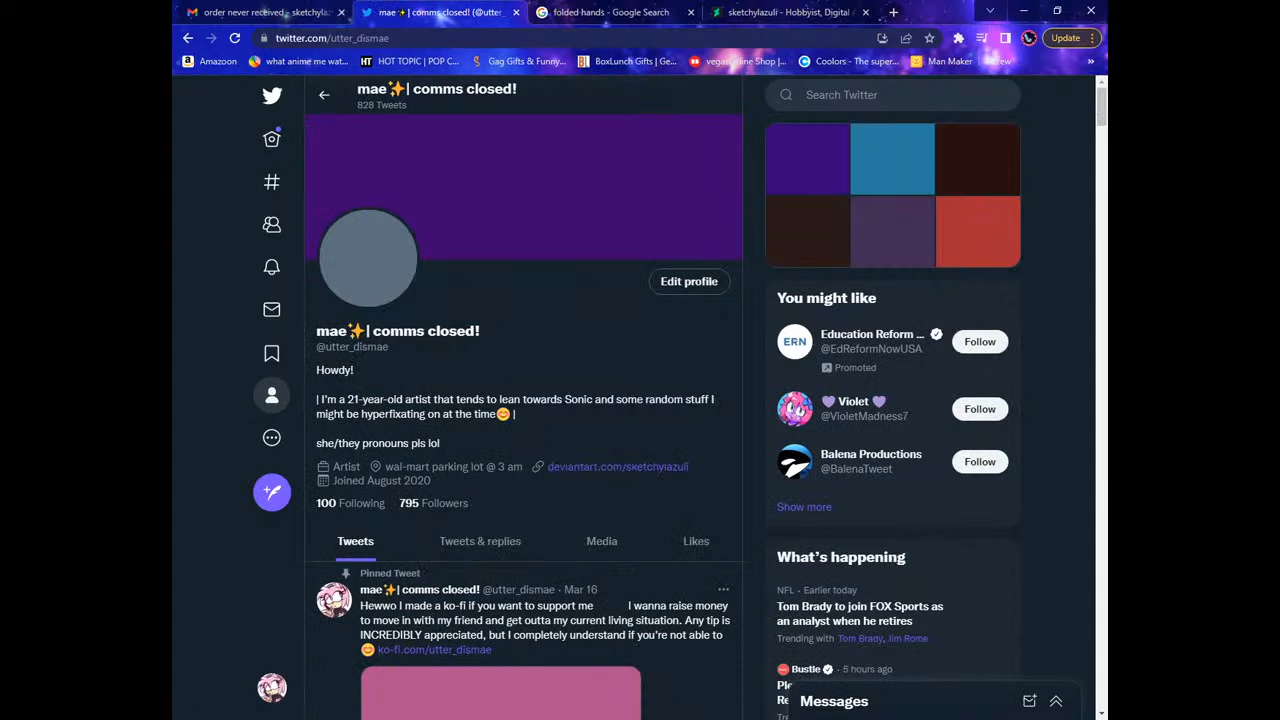 order never received - sketchylaz
mae✨| comms closed! (@utter_
folded hands - Google Search
sketchylazuli - Hobbyist, Digital A
twitter.com/utter_dismae
Update
Amazoon
what anime me wat...
HOT TOPIC | POP C...
Gag Gifts & Funny...
BoxLunch Gifts | Ge...
Coolors - The super...
Man Maker
mae✨| comms closed!
828 Tweets
Search Twitter
Edit profile
mae✨| comms closed!
@utter_dismae
Howdy!
| I'm a 21-year-old artist that tends to lean towards Sonic and some random stuff I
might be hyperfixating on at the time😊 |
she/they pronouns pls lol
Artist wal-mart parking lot @ 3 am deviantart.com/sketchylazuli
Joined August 2020
100 Following 795 Followers
Tweets Tweets & replies Media Likes
Pinned Tweet
mae✨| comms closed! @utter_dismae · Mar 16
Hewwo I made a ko-fi if you want to support me I wanna raise money
to move in with my friend and get outta my current living situation. Any tip is
INCREDIBLY appreciated, but I completely understand if you're not able to
😊 ko-fi.com/utter_dismae
You might like
ERN
Education Reform ...
@EdReformNowUSA
Follow
Promoted
💜 Violet 💜
@VioletMadness7
Follow
Balena Productions
@BalenaTweet
Follow
Show more
What's happening
NFL · Earlier today
Tom Brady to join FOX Sports as
an analyst when he retires
Trending with Tom Brady, Jim Rome
Bustle · 5 hours ago
Messages